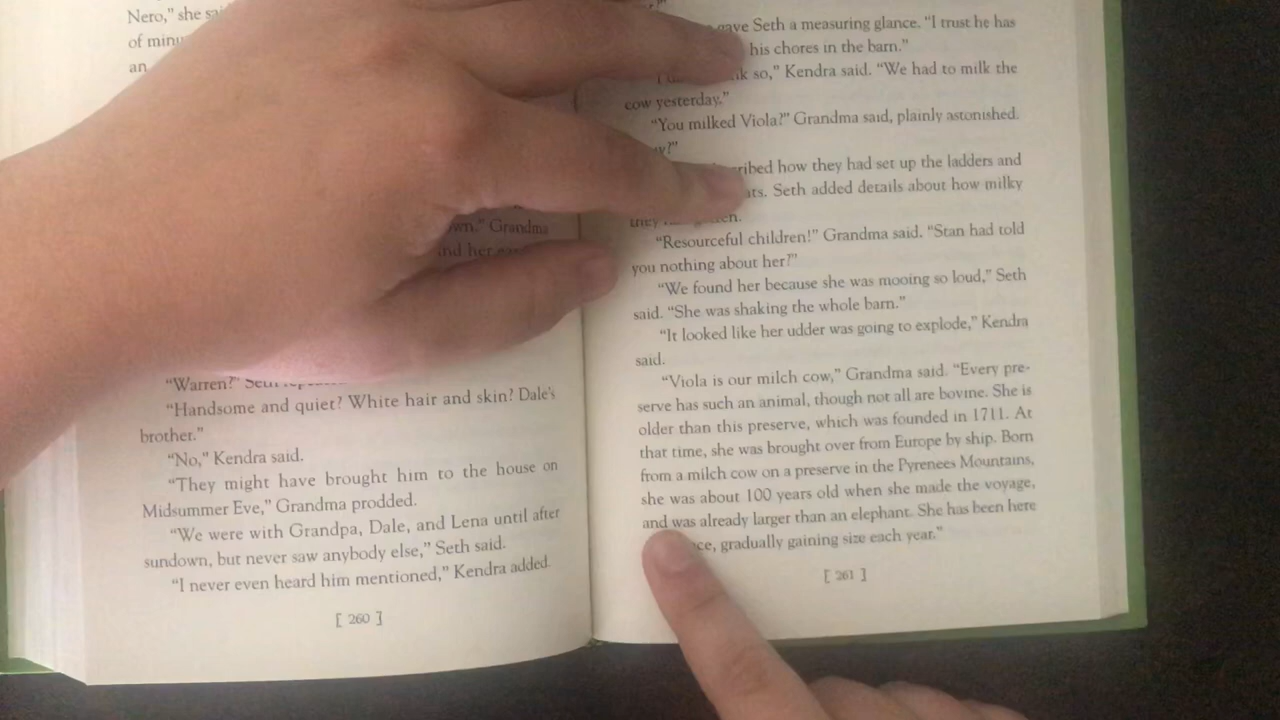 Nero," she
of minu
an
own." Grandma
and her
"Warren?" Seth
"Handsome and quiet? White hair and skin? Dale's
brother."
"No," Kendra said.
"They might have brought him to the house on
Midsummer Eve," Grandma prodded.
"We were with Grandpa, Dale, and Lena until after
sundown, but never saw anybody else," Seth said.
"I never even heard him mentioned," Kendra added.
[ 260 ]
gave Seth a measuring glance. "I trust he has
his chores in the barn."
so," Kendra said. "We had to milk the
cow yesterday."
"You milked Viola?" Grandma said, plainly astonished.
how they had set up the ladders and
Seth added details about how milky
they
"Resourceful children!" Grandma said. "Stan had told
you nothing about her?"
"We found her because she was mooing so loud," Seth
said. "She was shaking the whole barn."
"It looked like her udder was going to explode," Kendra
said.
"Viola is our milch cow," Grandma said. "Every pre-
serve has such an animal, though not all are bovine. She is
older than this preserve, which was founded in 1711. At
that time, she was brought over from Europe by ship. Born
from a milch cow on a preserve in the Pyrenees Mountains,
she was about 100 years old when she made the voyage,
and was already larger than an elephant. She has been here
gradually gaining size each year."
[ 261 ]